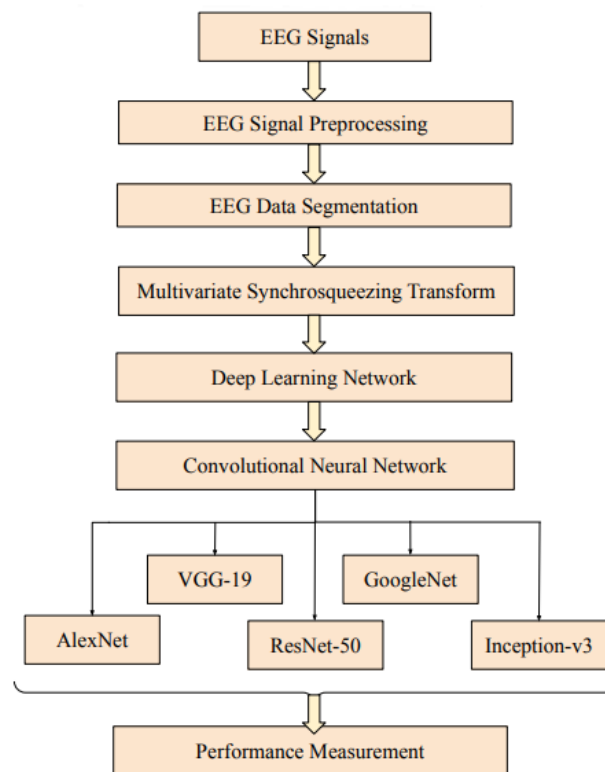 EEG Signals
EEG Signal Preprocessing
EEG Data Segmentation
Multivariate Synchrosqueezing Transform
Deep Learning Network
Convolutional Neural Network
VGG-19
GoogleNet
AlexNet
ResNet-50
Inception-v3
Performance Measurement